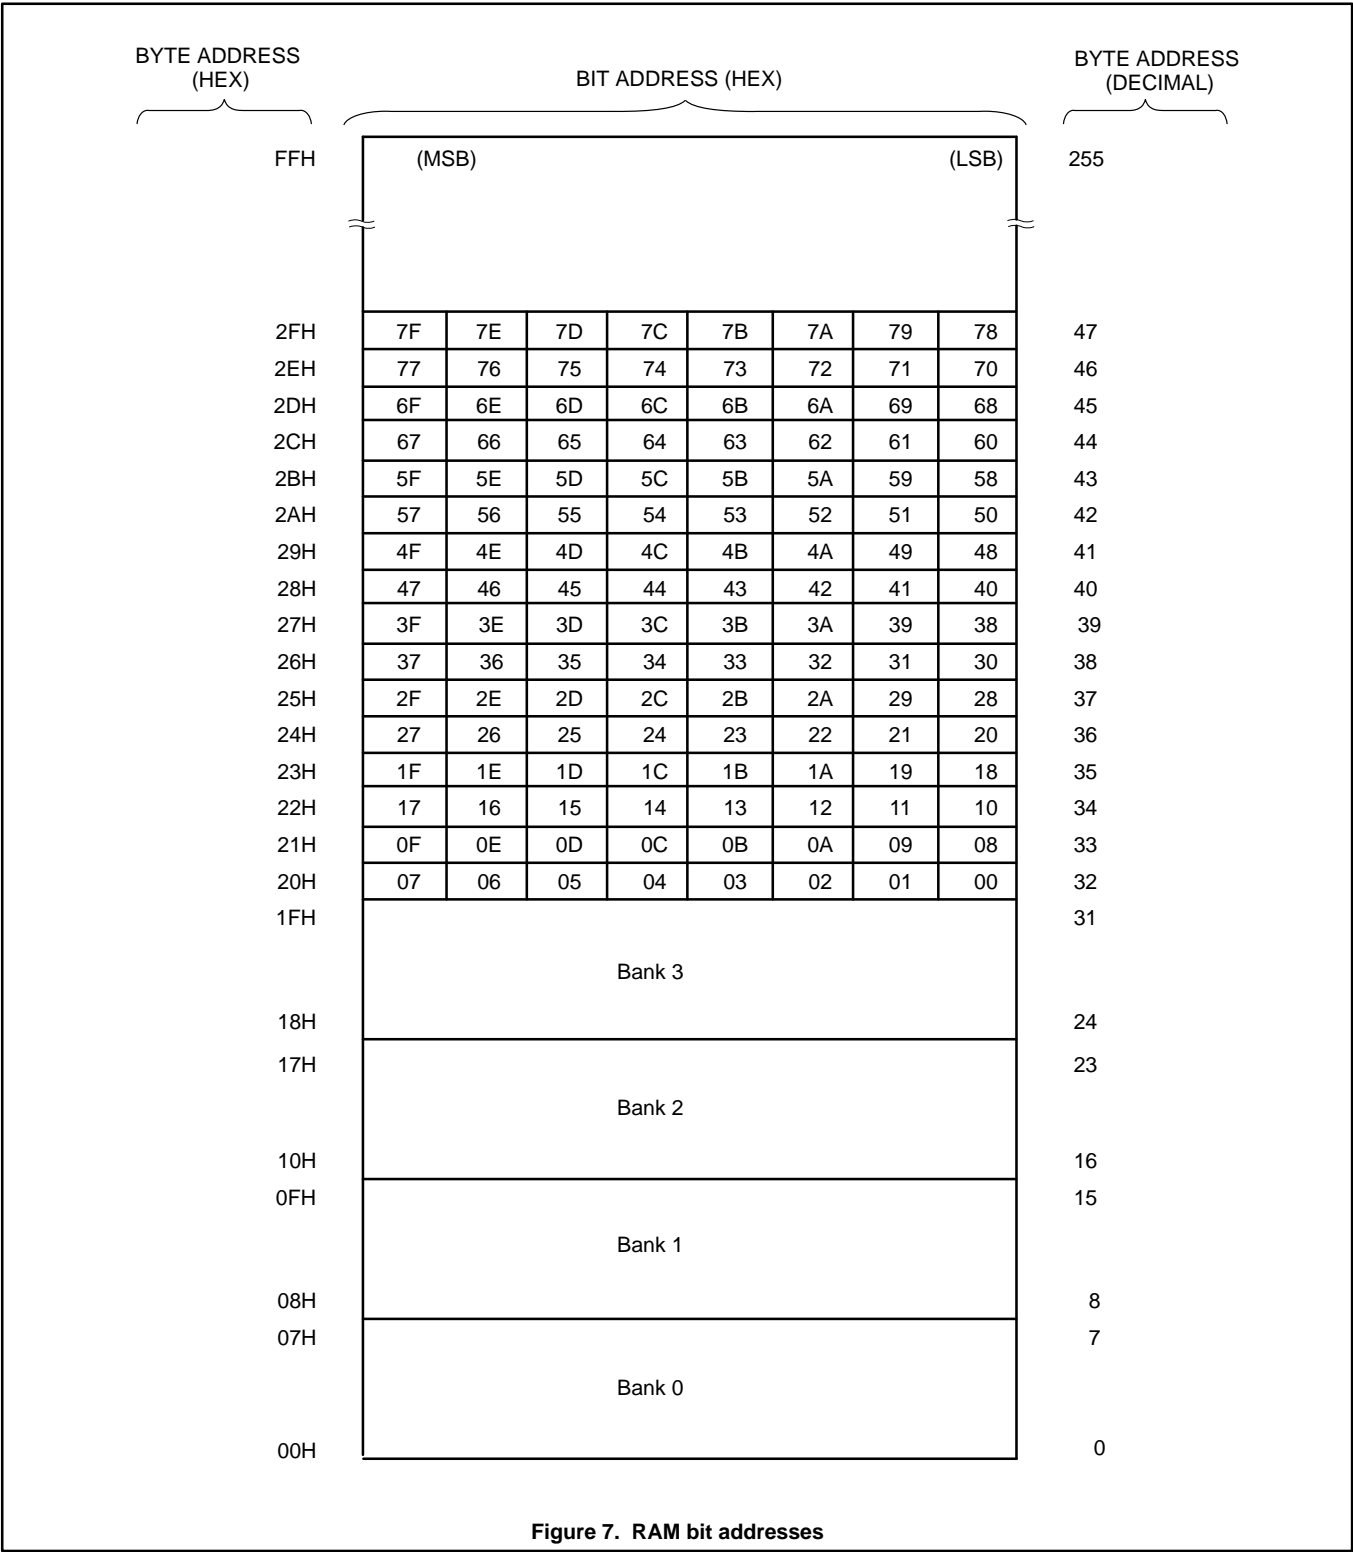 BYTE ADDRESS
(HEX)
BIT ADDRESS (HEX)
BYTE ADDRESS
(DECIMAL)
FFH (MSB) (LSB) 255
2FH 7F 7E 7D 7C 7B 7A 79 78 47
2EH 77 76 75 74 73 72 71 70 46
2DH 6F 6E 6D 6C 6B 6A 69 68 45
2CH 67 66 65 64 63 62 61 60 44
2BH 5F 5E 5D 5C 5B 5A 59 58 43
2AH 57 56 55 54 53 52 51 50 42
29H 4F 4E 4D 4C 4B 4A 49 48 41
28H 47 46 45 44 43 42 41 40 40
27H 3F 3E 3D 3C 3B 3A 39 38 39
26H 37 36 35 34 33 32 31 30 38
25H 2F 2E 2D 2C 2B 2A 29 28 37
24H 27 26 25 24 23 22 21 20 36
23H 1F 1E 1D 1C 1B 1A 19 18 35
22H 17 16 15 14 13 12 11 10 34
21H 0F 0E 0D 0C 0B 0A 09 08 33
20H 07 06 05 04 03 02 01 00 32
1FH 31
Bank 3
18H 24
17H 23
Bank 2
10H 16
0FH 15
Bank 1
08H 8
07H 7
Bank 0
00H 0
Figure 7. RAM bit addresses